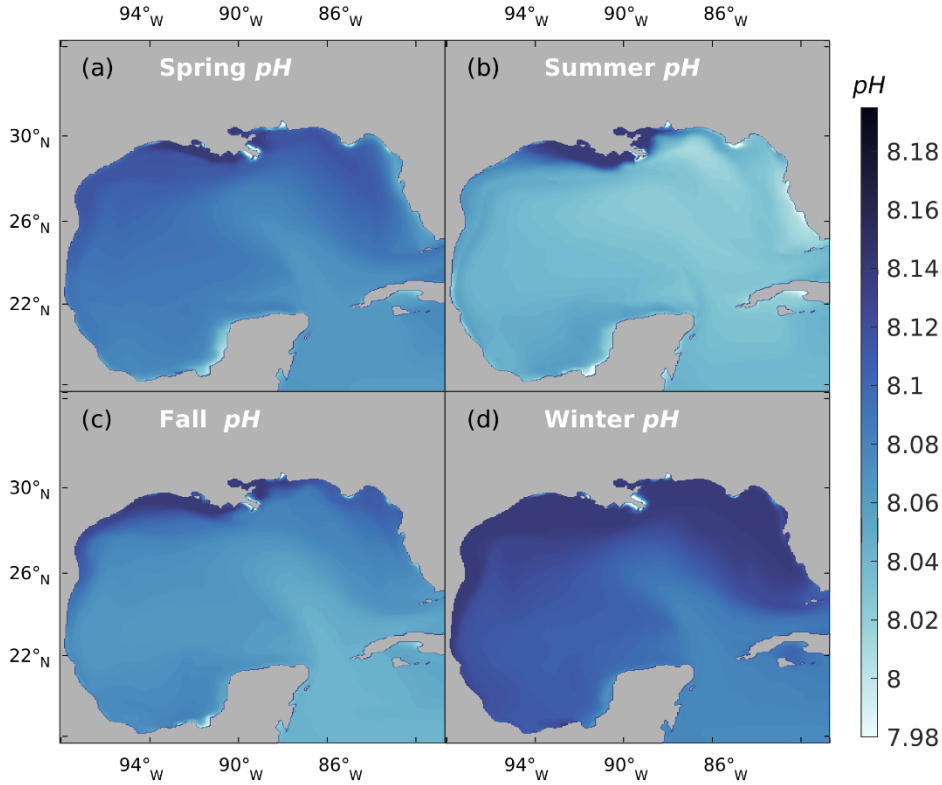 94°W 90°W 86°W 94°W 90°W 86°W
(a) Spring pH
(b) Summer pH
pH
30°N
26°N
22°N
(c) Fall pH
(d) Winter pH
30°N
26°N
22°N
94°W 90°W 86°W 94°W 90°W 86°W
8.18
8.16
8.14
8.12
8.1
8.08
8.06
8.04
8.02
8
7.98